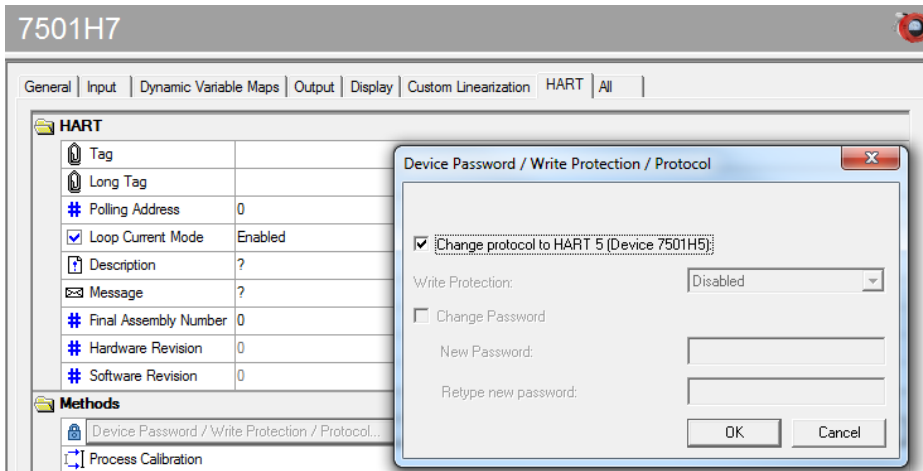 7501H7
General Input Dynamic Variable Maps Output Display Custom Linearization HART All
HART
Tag
Long Tag
Polling Address 0
Loop Current Mode Enabled
Description ?
Message ?
Final Assembly Number 0
Hardware Revision 0
Software Revision 0
Methods
Device Password / Write Protection / Protocol...
Process Calibration
Device Password / Write Protection / Protocol
Change protocol to HART 5 (Device 7501H5):
Write Protection: Disabled
Change Password
New Password:
Retype new password:
OK Cancel